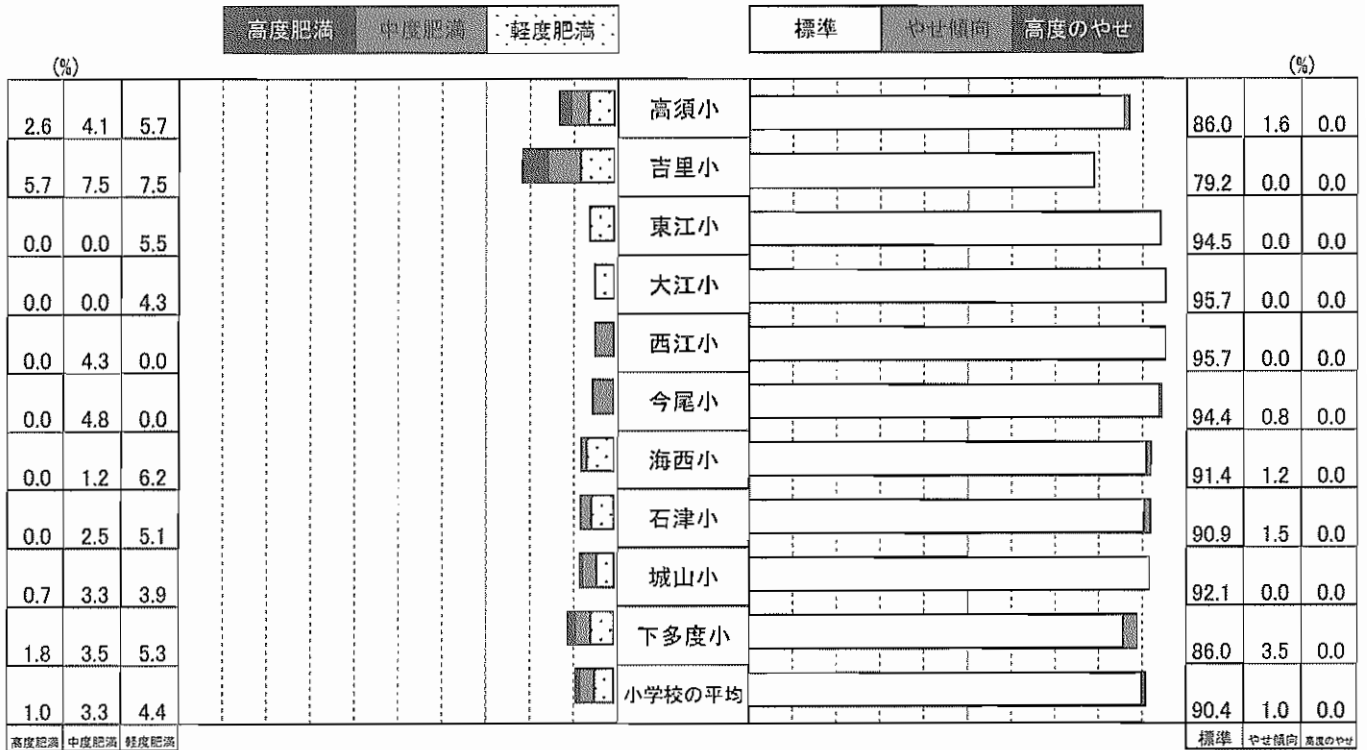 高度肥満 中度肥満 軽度肥満 標準 やせ傾向 高度のやせ
(%) (%)
2.6 4.1 5.7 高須小 86.0 1.6 0.0
5.7 7.5 7.5 吉里小 79.2 0.0 0.0
0.0 0.0 5.5 東江小 94.5 0.0 0.0
0.0 0.0 4.3 大江小 95.7 0.0 0.0
0.0 4.3 0.0 西江小 95.7 0.0 0.0
0.0 4.8 0.0 今尾小 94.4 0.8 0.0
0.0 1.2 6.2 海西小 91.4 1.2 0.0
0.0 2.5 5.1 石津小 90.9 1.5 0.0
0.7 3.3 3.9 城山小 92.1 0.0 0.0
1.8 3.5 5.3 下多度小 86.0 3.5 0.0
1.0 3.3 4.4 小学校の平均 90.4 1.0 0.0
高度肥満 中度肥満 軽度肥満 標準 やせ傾向 高度のやせ